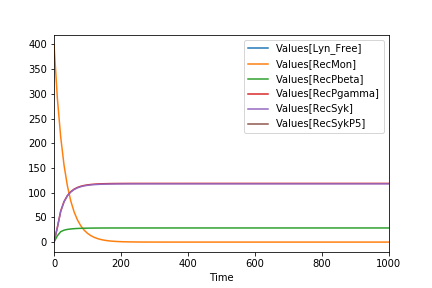 400
350
300
250
200
150
100
50
0
Values[Lyn_Free]
Values[RecMon]
Values[RecPbeta]
Values[RecPgamma]
Values[RecSyk]
Values[RecSykP5]
0 200 400 600 800 1000
Time